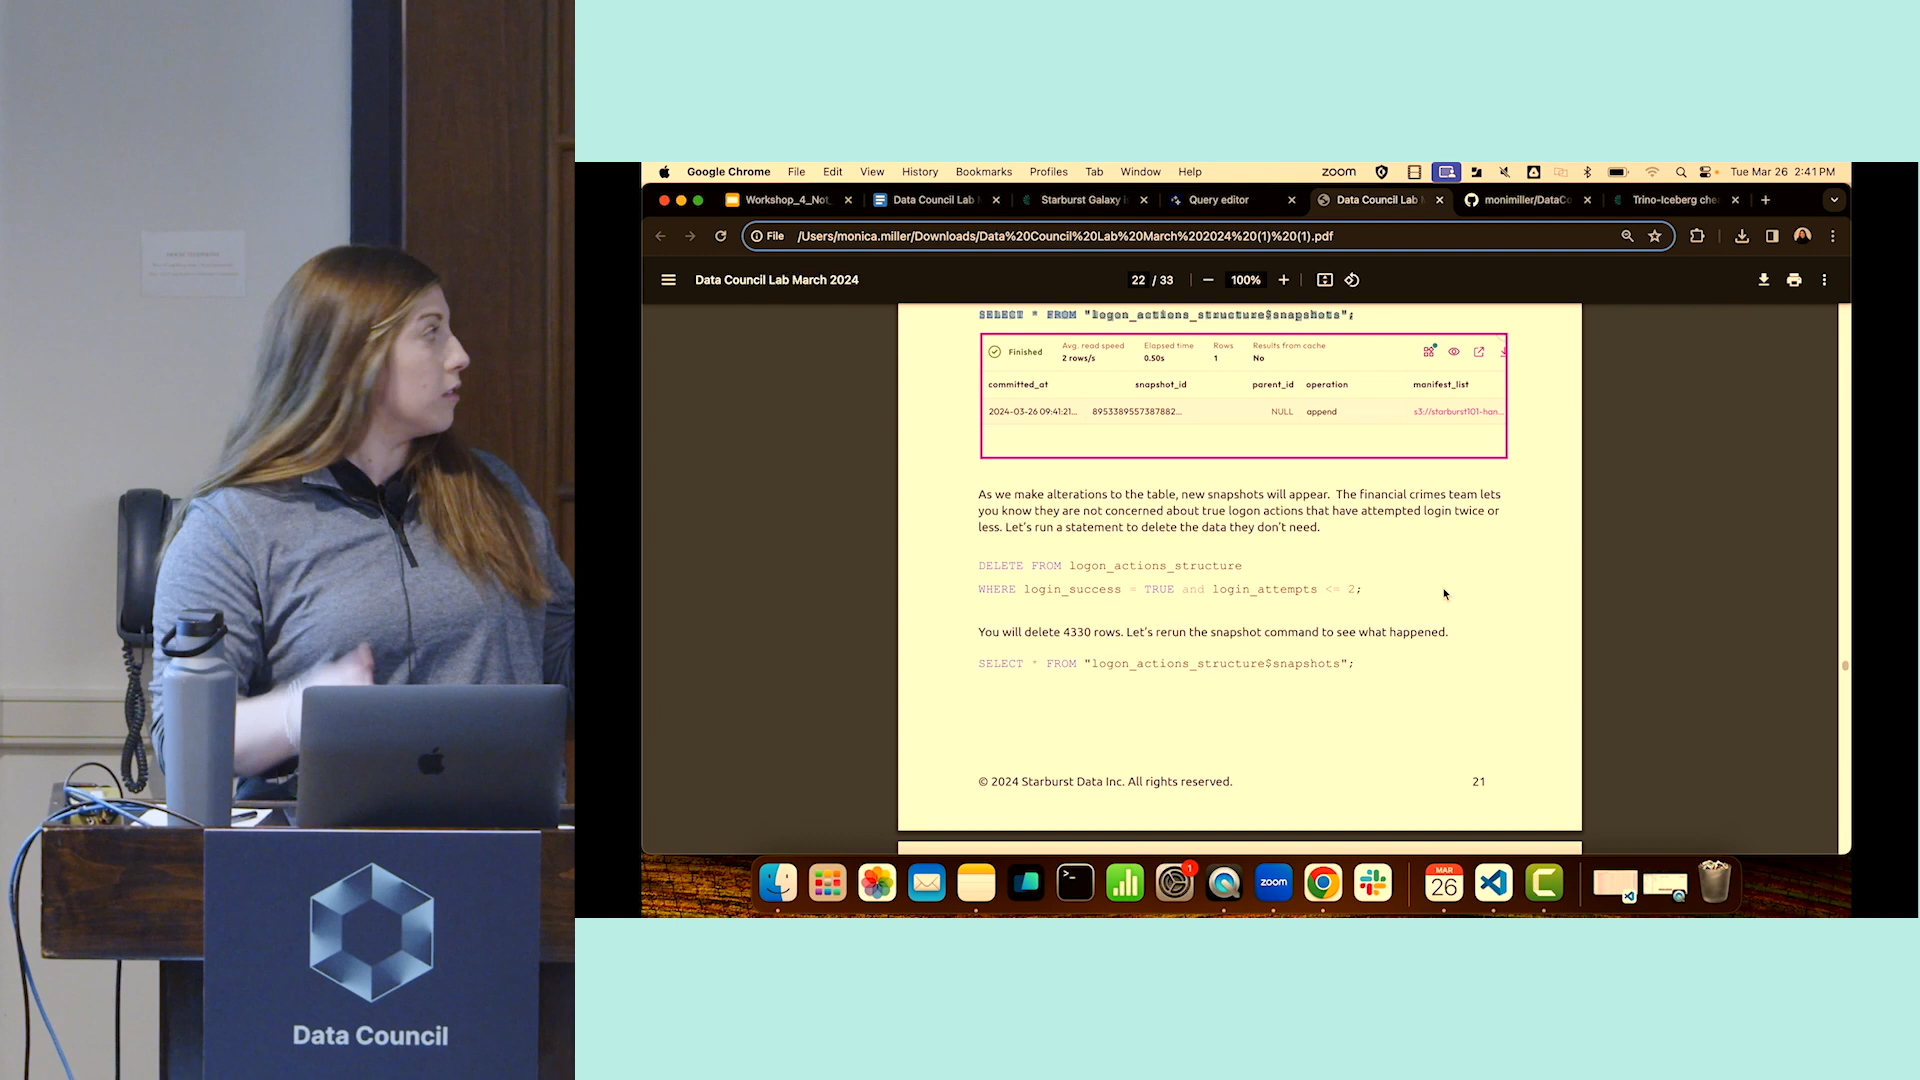 Google Chrome File Edit View History Bookmarks Profiles Tab Window Help zoom Tue Mar 26 2:41 PM
Workshop_4_Not Data Council Lab Starburst Galaxy Query editor Data Council Lab monimiller/DataCo Trino-Iceberg che
File /Users/monica.miller/Downloads/Data%20Council%20Lab%20March%202024%20(1)%20(1).pdf
Data Council Lab March 2024 22 / 33 100%
SELECT * FROM "logon_actions_structure$snapshots";
Finished
Avg. read speed Elapsed time Rows Results from cache
2 rows/s 0.50s 1 No
committed_at snapshot_id parent_id operation manifest_list
2024-03-26 09:41:21... 8953389557387882... NULL append s3://starburst101-han...
As we make alterations to the table, new snapshots will appear. The financial crimes team lets
you know they are not concerned about true logon actions that have attempted login twice or
less. Let's run a statement to delete the data they don't need.
DELETE FROM logon_actions_structure
WHERE login_success = TRUE and login_attempts <= 2;
You will delete 4330 rows. Let's rerun the snapshot command to see what happened.
SELECT * FROM "logon_actions_structure$snapshots";
© 2024 Starburst Data Inc. All rights reserved. 21
1
zoom
MAR
26
Data Council